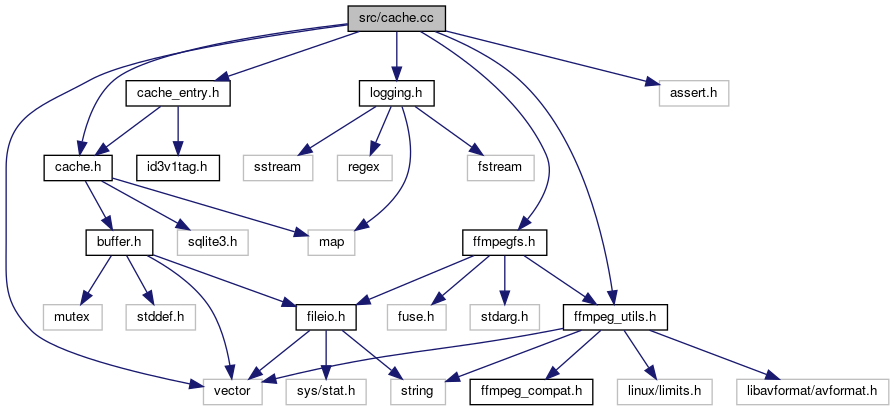 src/cache.cc
cache_entry.h
logging.h
assert.h
cache.h
id3v1tag.h
sstream
regex
fstream
buffer.h
sqlite3.h
map
ffmpegfs.h
mutex
stddef.h
fileio.h
fuse.h
stdarg.h
ffmpeg_utils.h
vector
sys/stat.h
string
ffmpeg_compat.h
linux/limits.h
libavformat/avformat.h